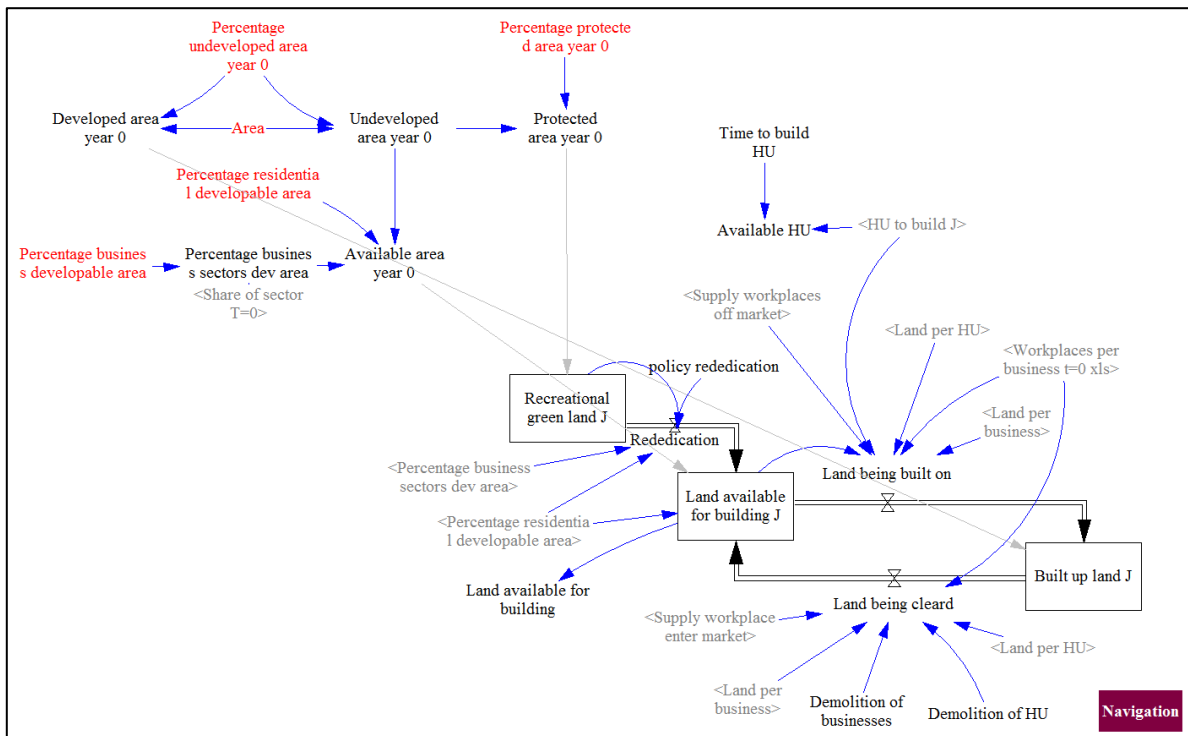 Percentage
undeveloped area
year 0
Percentage protecte
d area year 0
Developed area
year 0
Area
Undeveloped
area year 0
Protected
area year 0
Time to build
HU
Percentage residentia
l developable area
Available HU
<HU to build J>
Percentage busines
s developable area
Percentage busines
s sectors dev area
Available area
year 0
<Share of sector
T=0>
<Supply workplaces
off market>
<Land per HU>
<Workplaces per
business t=0 xls>
policy rededication
Recreational
green land J
<Land per
business>
Rededication
<Percentage business
sectors dev area>
Land being built on
Land available
for building J
<Percentage residentia
l developable area>
Built up land J
Land available for
building
Land being cleard
<Supply workplace
enter market>
<Land per HU>
<Land per
business>
Demolition of
businesses
Demolition of HU
Navigation